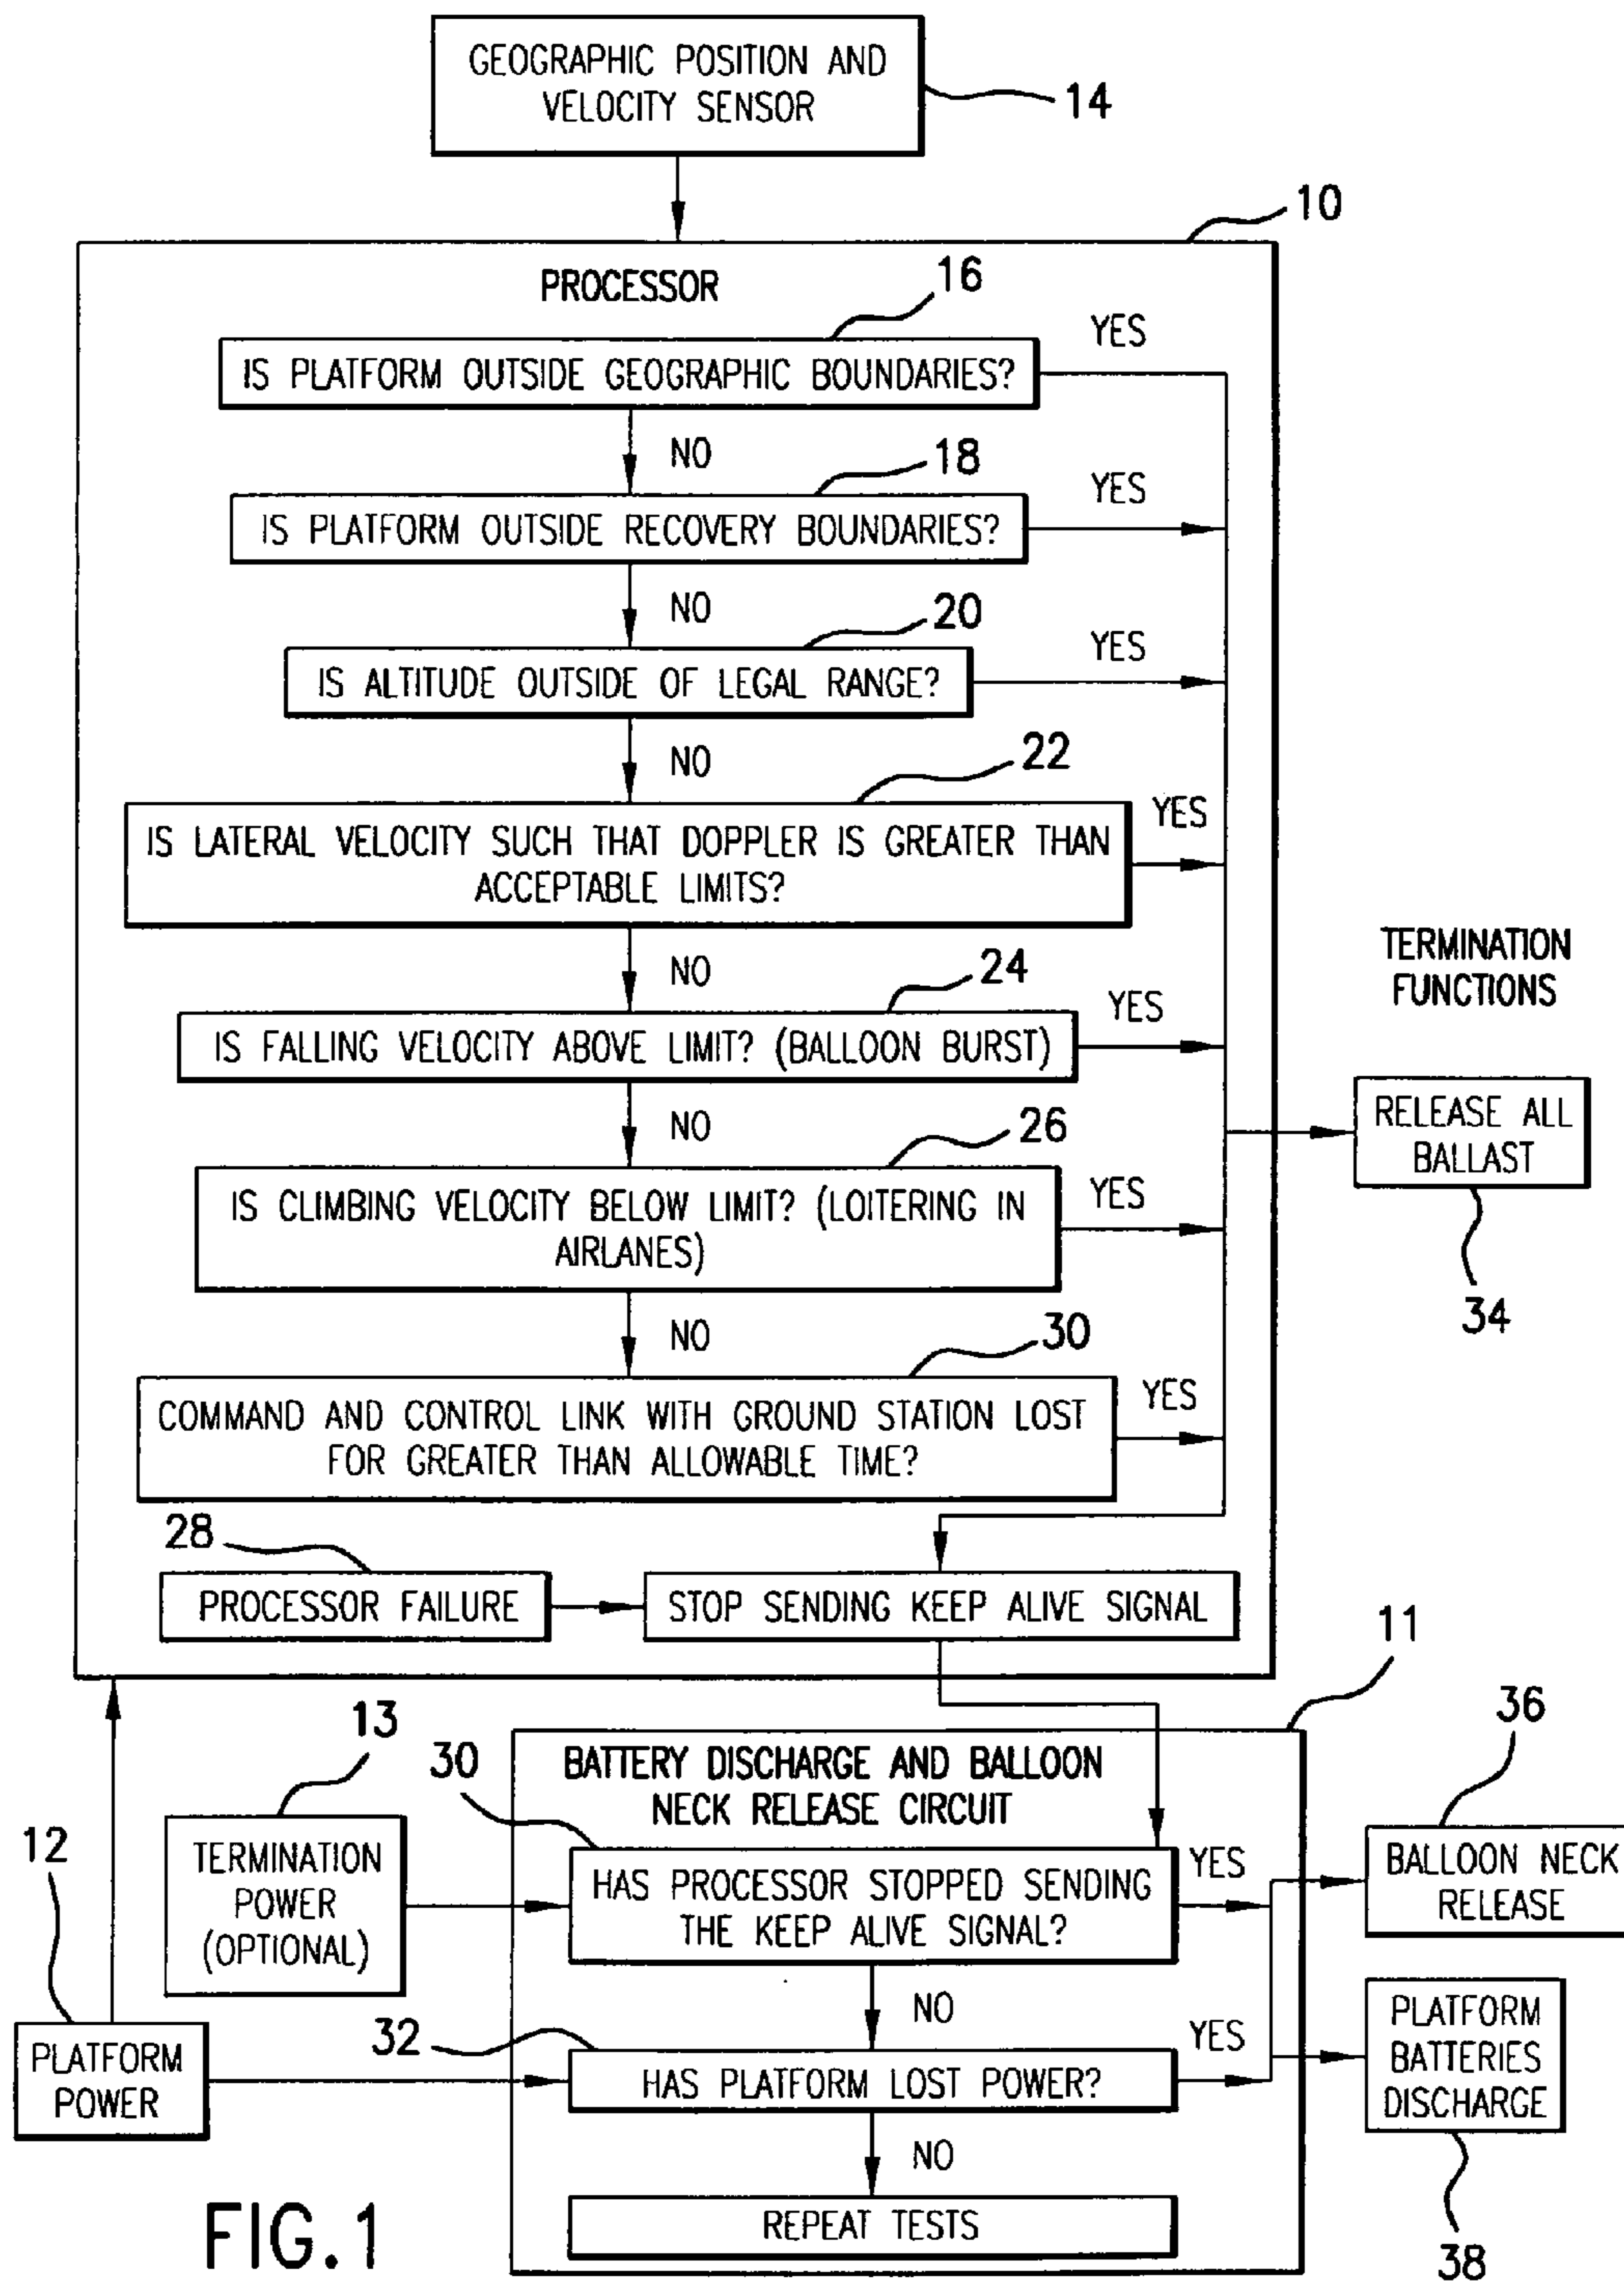 GEOGRAPHIC POSITION AND
VELOCITY SENSOR
14
10
PROCESSOR
16
IS PLATFORM OUTSIDE GEOGRAPHIC BOUNDARIES?
YES
NO
18
IS PLATFORM OUTSIDE RECOVERY BOUNDARIES?
YES
NO
20
IS ALTITUDE OUTSIDE OF LEGAL RANGE?
YES
NO
22
IS LATERAL VELOCITY SUCH THAT DOPPLER IS GREATER THAN
ACCEPTABLE LIMITS?
YES
NO
24
IS FALLING VELOCITY ABOVE LIMIT? (BALLOON BURST)
YES
TERMINATION
FUNCTIONS
RELEASE ALL
BALLAST
34
NO
26
IS CLIMBING VELOCITY BELOW LIMIT? (LOITERING IN
AIRLANES)
YES
NO
30
COMMAND AND CONTROL LINK WITH GROUND STATION LOST
FOR GREATER THAN ALLOWABLE TIME?
YES
28
PROCESSOR FAILURE
STOP SENDING KEEP ALIVE SIGNAL
11
13
TERMINATION
POWER
(OPTIONAL)
12
PLATFORM
POWER
30
BATTERY DISCHARGE AND BALLOON
NECK RELEASE CIRCUIT
HAS PROCESSOR STOPPED SENDING
THE KEEP ALIVE SIGNAL?
YES
36
BALLOON NECK
RELEASE
NO
32
HAS PLATFORM LOST POWER?
YES
PLATFORM
BATTERIES
DISCHARGE
38
NO
REPEAT TESTS
FIG.1